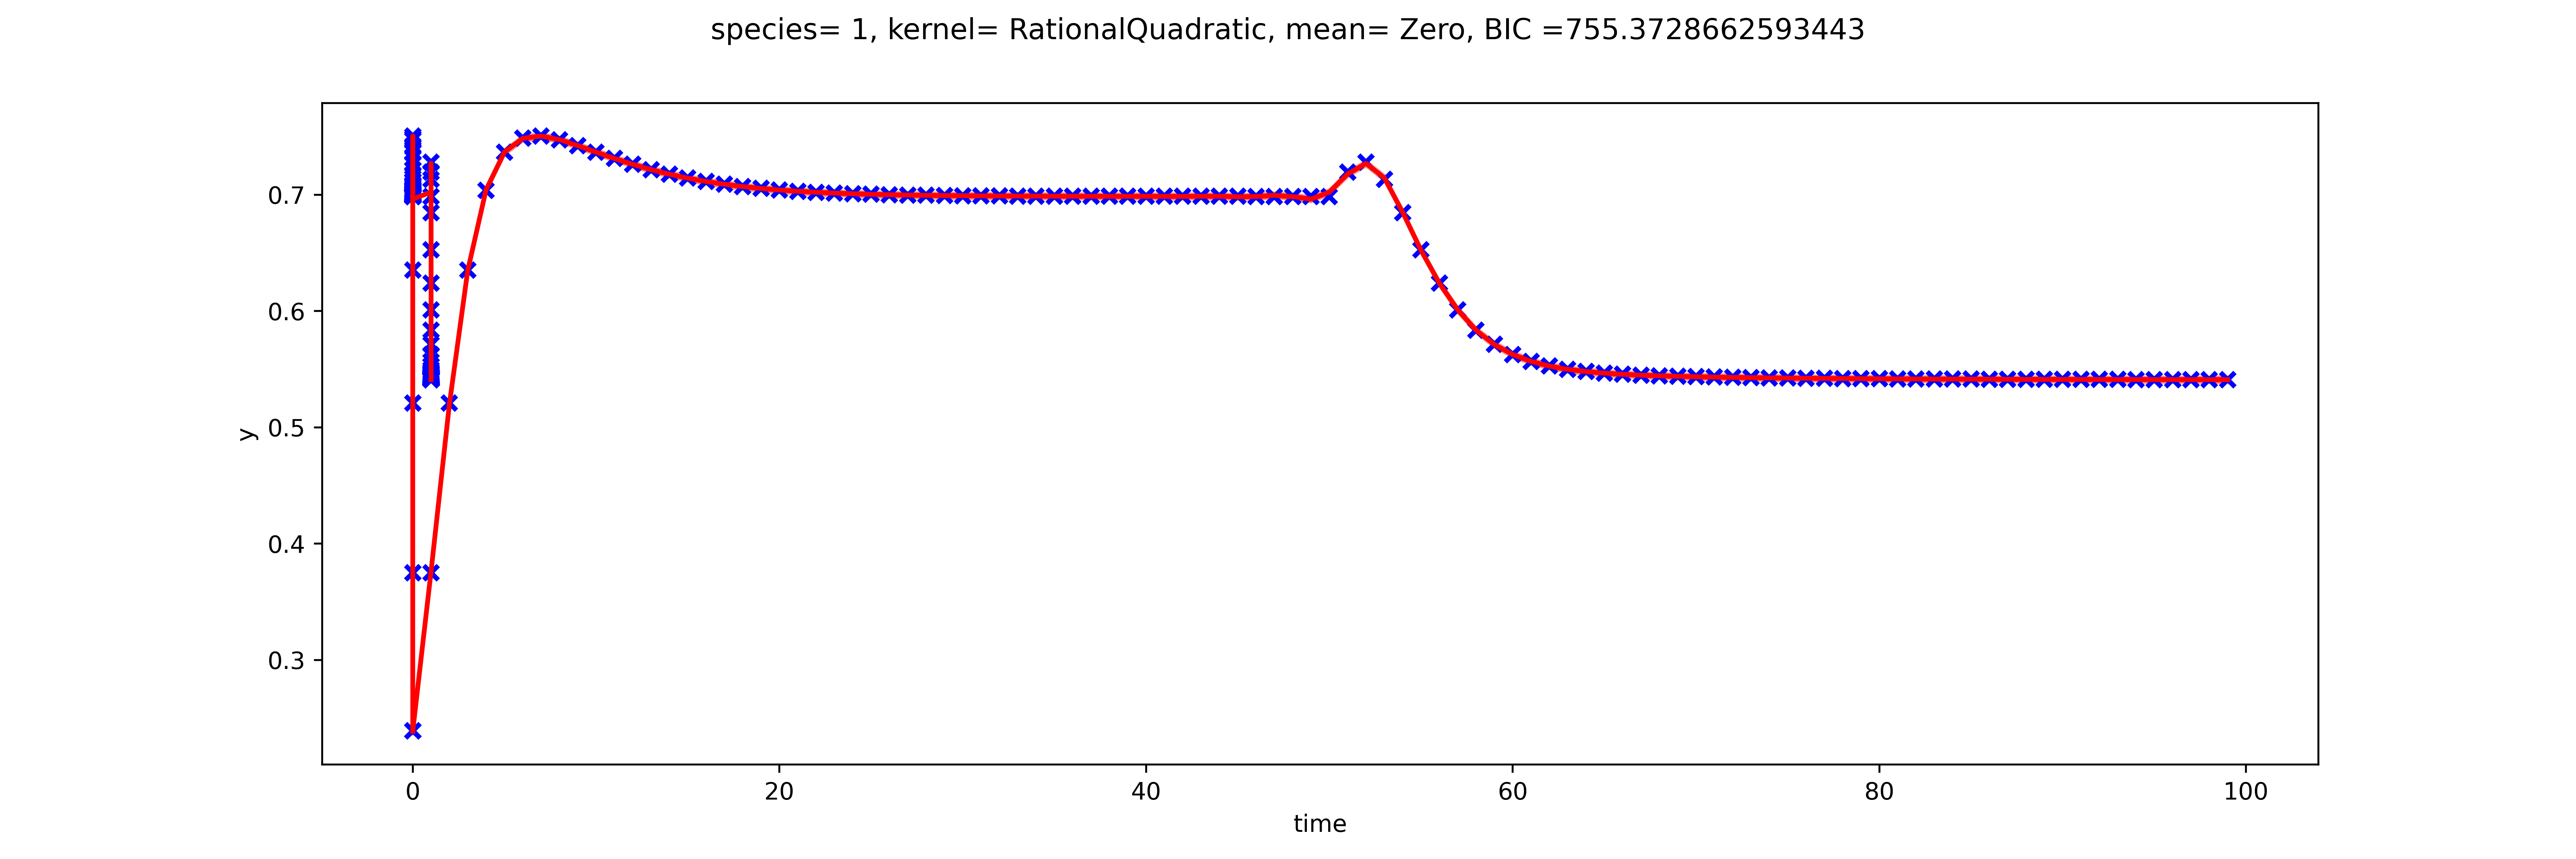 species= 1, kernel= RationalQuadratic, mean= Zero, BIC =755.3728662593443
0.7
0.6
0.5
0.4
0.3
y
0 20 40 60 80 100
time